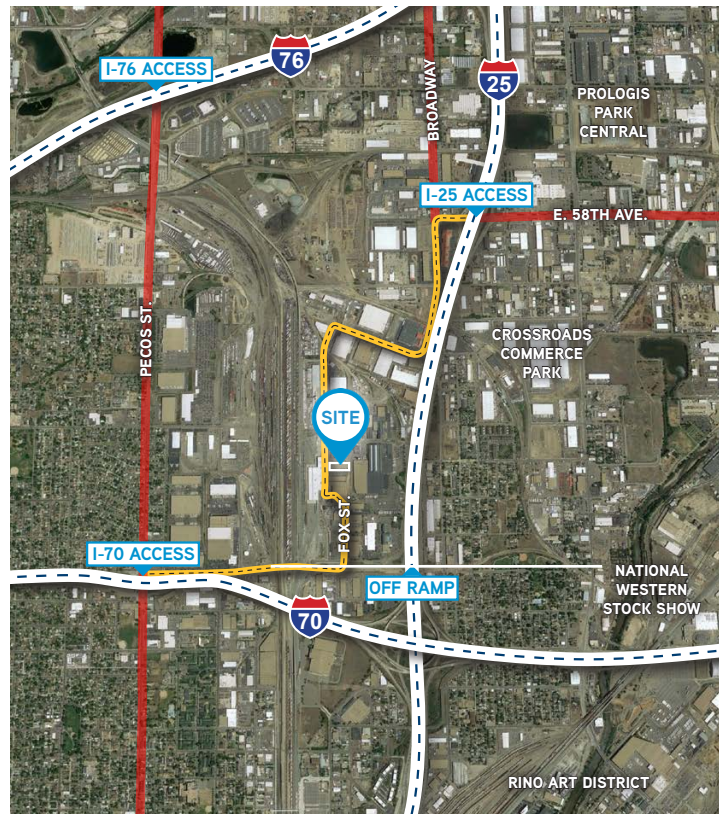 76
I-76 ACCESS
25
BROADWAY
PROLOGIS
PARK
CENTRAL
I-25 ACCESS
E. 58TH AVE.
PECOS ST.
CROSSROADS
COMMERCE
PARK
SITE
FOX ST.
I-70 ACCESS
OFF RAMP
NATIONAL
WESTERN
STOCK SHOW
70
RINO ART DISTRICT